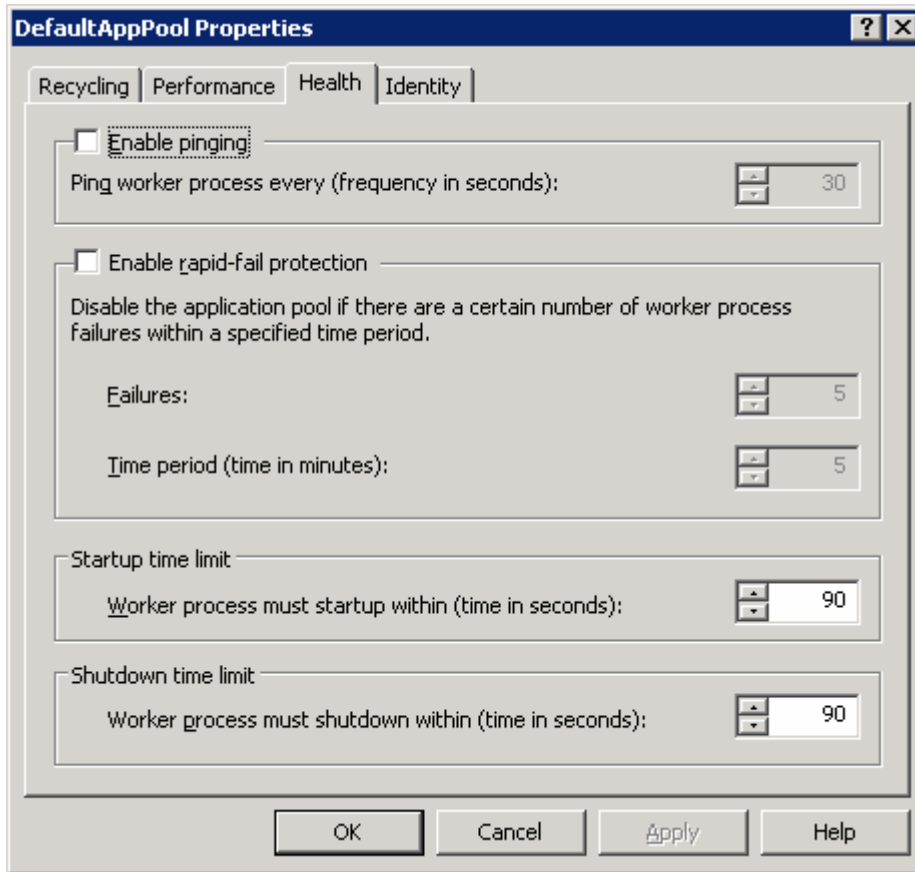 DefaultAppPool Properties
Recycling Performance Health Identity
Enable pinging
Ping worker process every (frequency in seconds): 30
Enable rapid-fail protection
Disable the application pool if there are a certain number of worker process
failures within a specified time period.
Failures: 5
Time period (time in minutes): 5
Startup time limit
Worker process must startup within (time in seconds): 90
Shutdown time limit
Worker process must shutdown within (time in seconds): 90
OK Cancel Apply Help